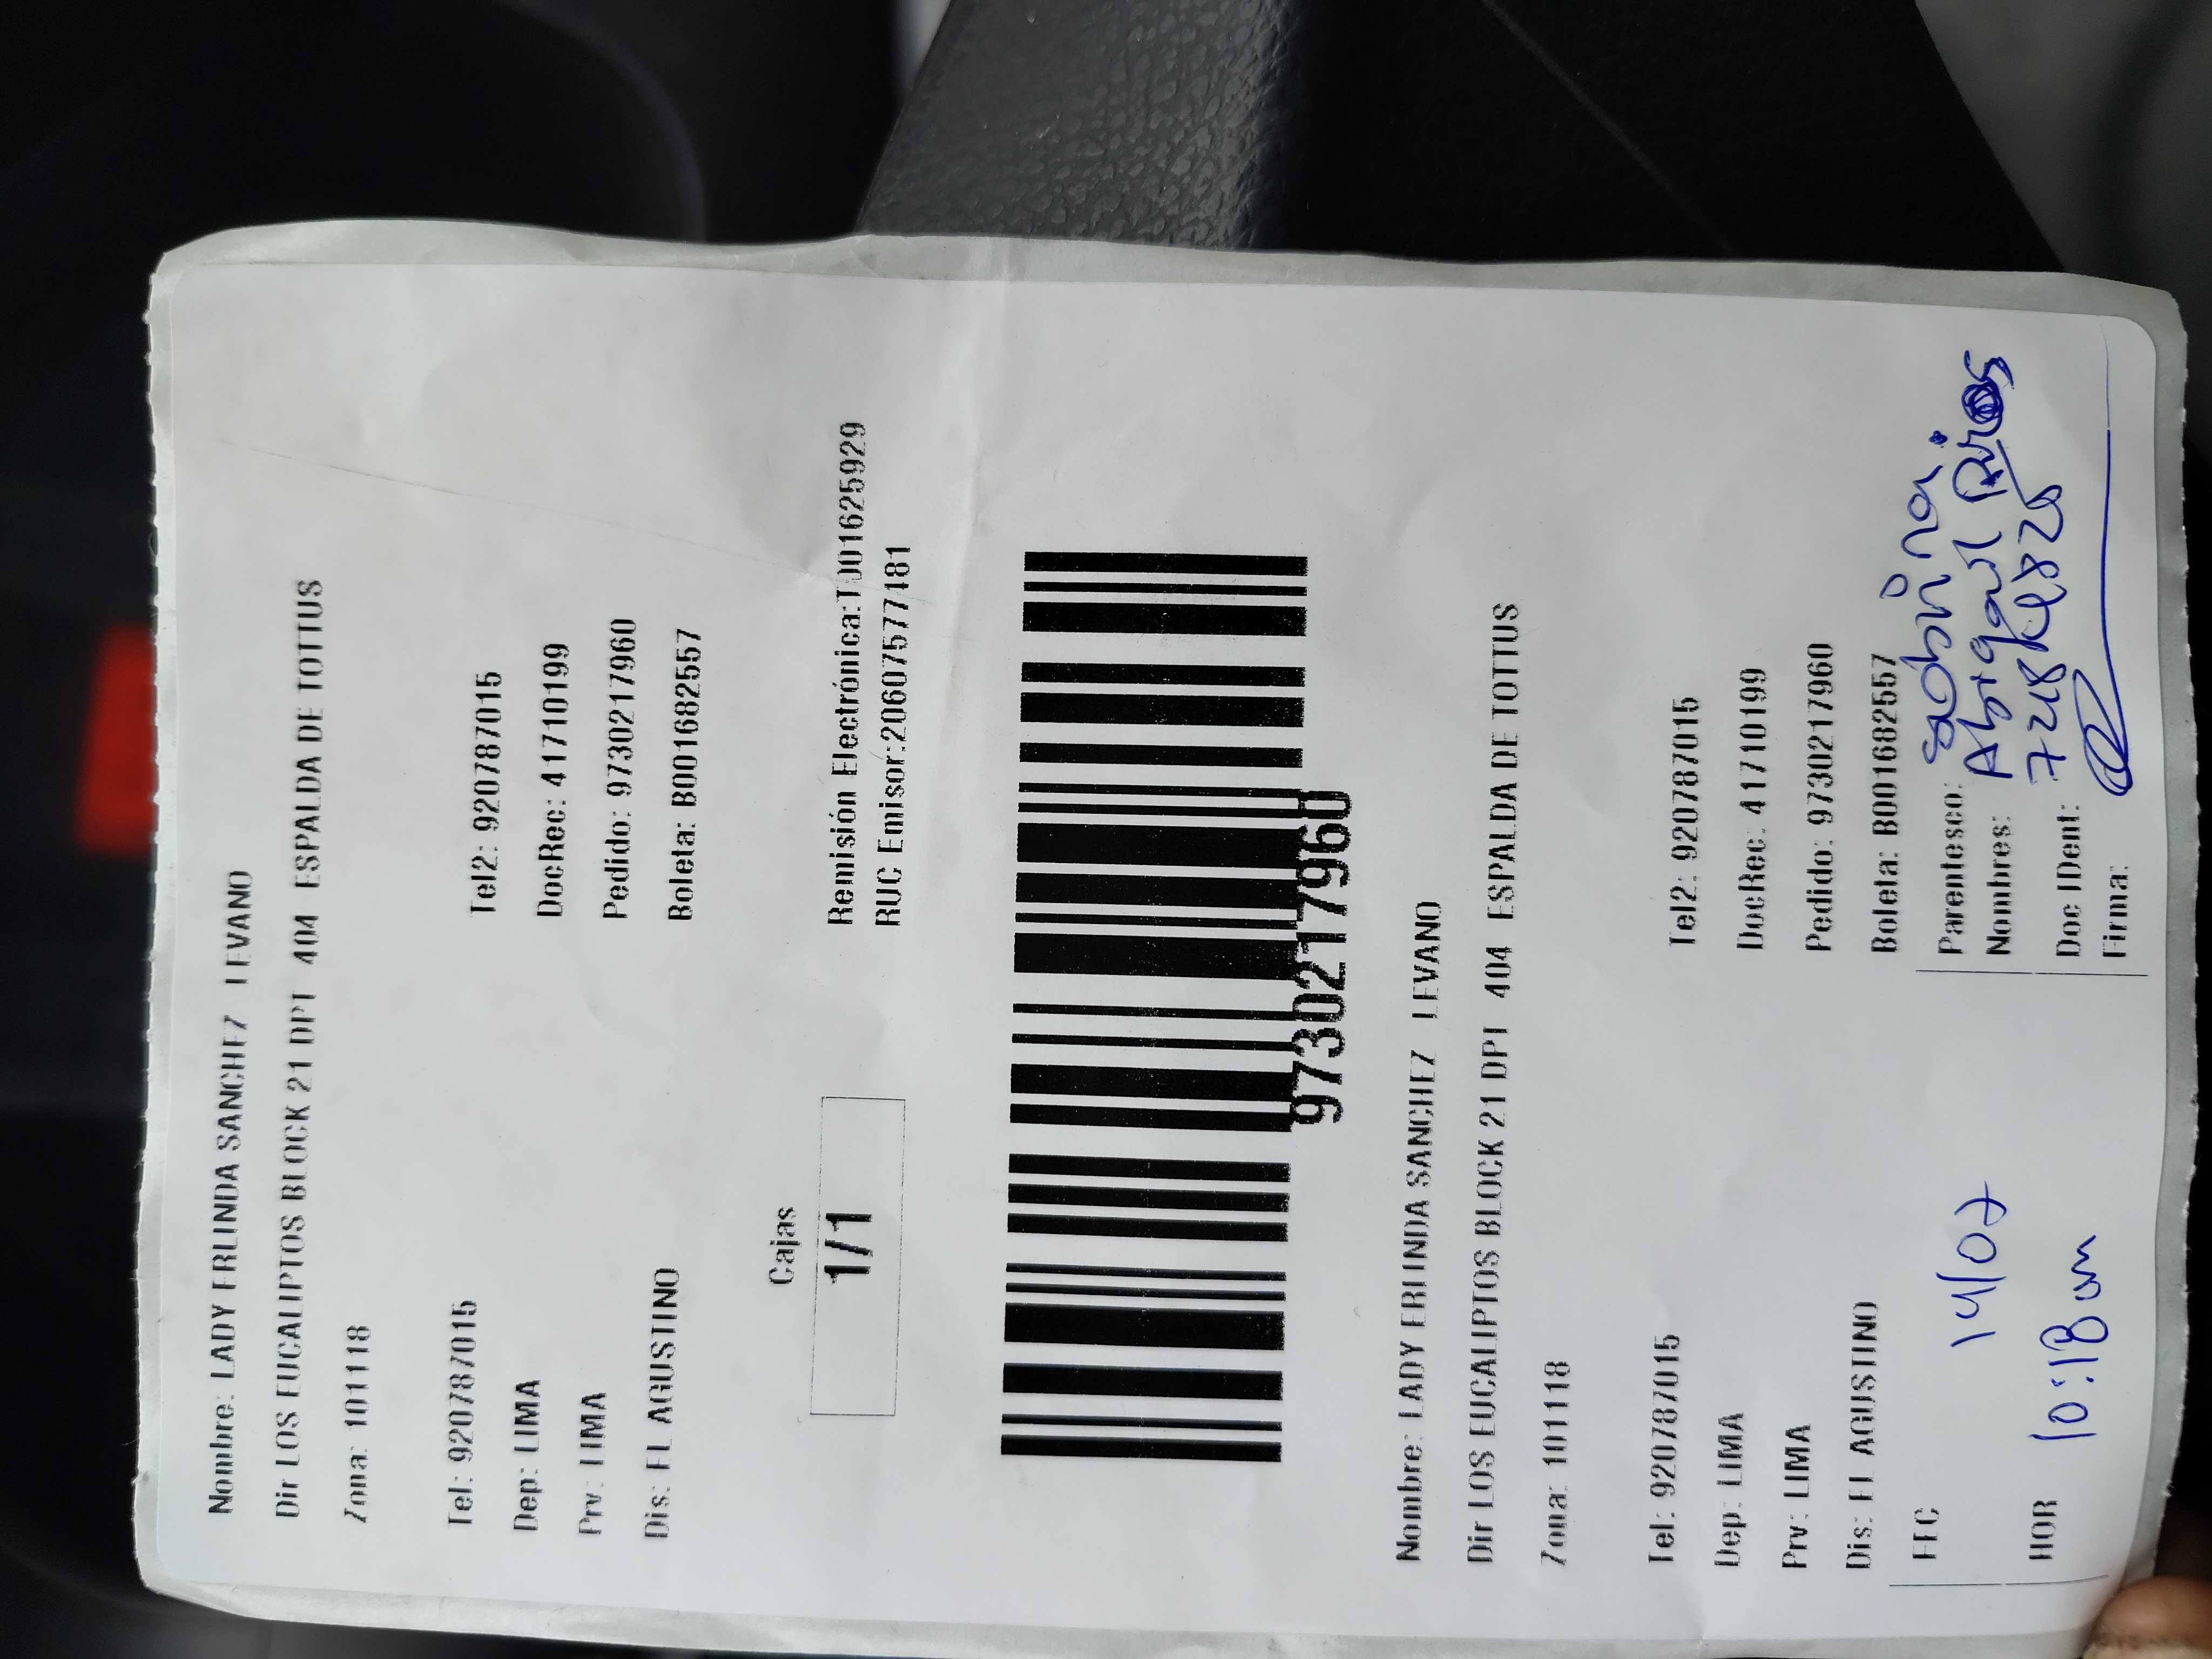 Nombre: LADY ERLINDA SANCHEZ LEVANO
Dir LOS EUCALIPTOS BLOCK 21 DPT 404 ESPALDA DE TOTTUS
Zona: 101118
Tel: 920787015 Tel2: 920787015
Dep: LIMA DocRec: 41710199
Prv: LIMA Pedido: 9730217960
Dis: EL AGUSTINO Boleta: B001682557
Cajas
1/1
Remisión Electrónica:T001625929
RUC Emisor:20607577481
9730217960
Nombre: LADY ERLINDA SANCHEZ LEVANO
Dir LOS EUCALIPTOS BLOCK 21 DPT 404 ESPALDA DE TOTTUS
Zona: 101118
Tel: 920787015 Tel2: 920787015
Dep: LIMA DocRec: 41710199
Prv: LIMA Pedido: 9730217960
Dis: EL AGUSTINO Boleta: B001682557
FEC 14/02 Parentesco: sobrina.
Nombres: Abigail Rios
HOR 10:18 am Doc IDent:
Firma: